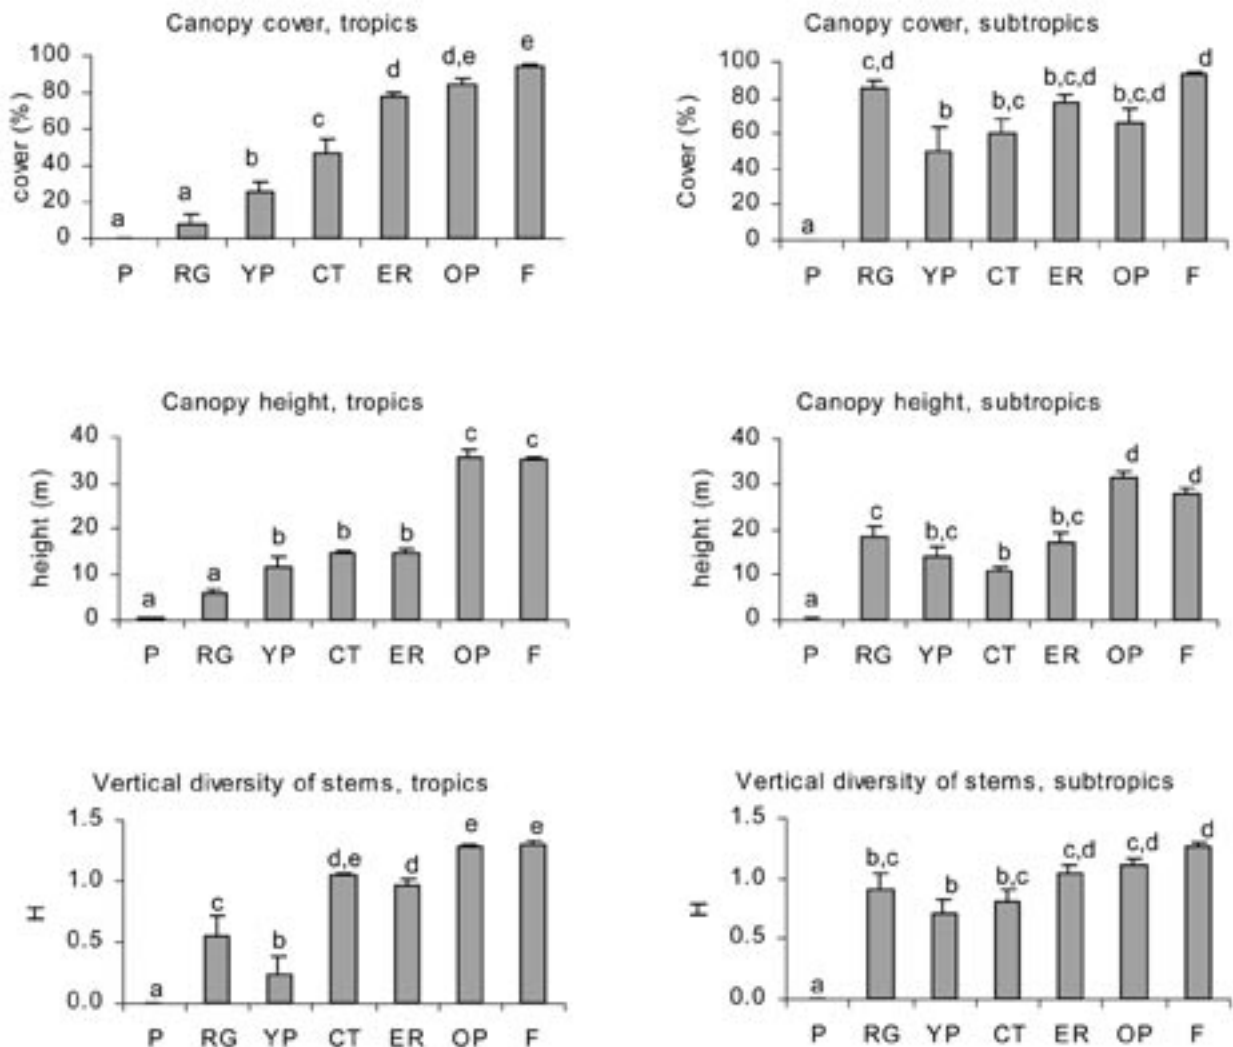 Canopy cover, tropics
cover (%)
100
80
60
40
20
0
a
a
b
c
d
d,e
e
P RG YP CT ER OP F
Canopy cover, subtropics
Cover (%)
100
80
60
40
20
0
a
c,d
b
b,c
b,c,d
b,c,d
d
P RG YP CT ER OP F
Canopy height, tropics
height (m)
40
30
20
10
0
a
a
b
b
b
c
c
P RG YP CT ER OP F
Canopy height, subtropics
height (m)
40
30
20
10
0
a
c
b,c
b
b,c
d
d
P RG YP CT ER OP F
Vertical diversity of stems, tropics
H
1.5
1.0
0.5
0.0
a
c
b
d,e
d
e
e
P RG YP CT ER OP F
Vertical diversity of stems, subtropics
H
1.5
1.0
0.5
0.0
a
b,c
b
b,c
c,d
c,d
d
P RG YP CT ER OP F